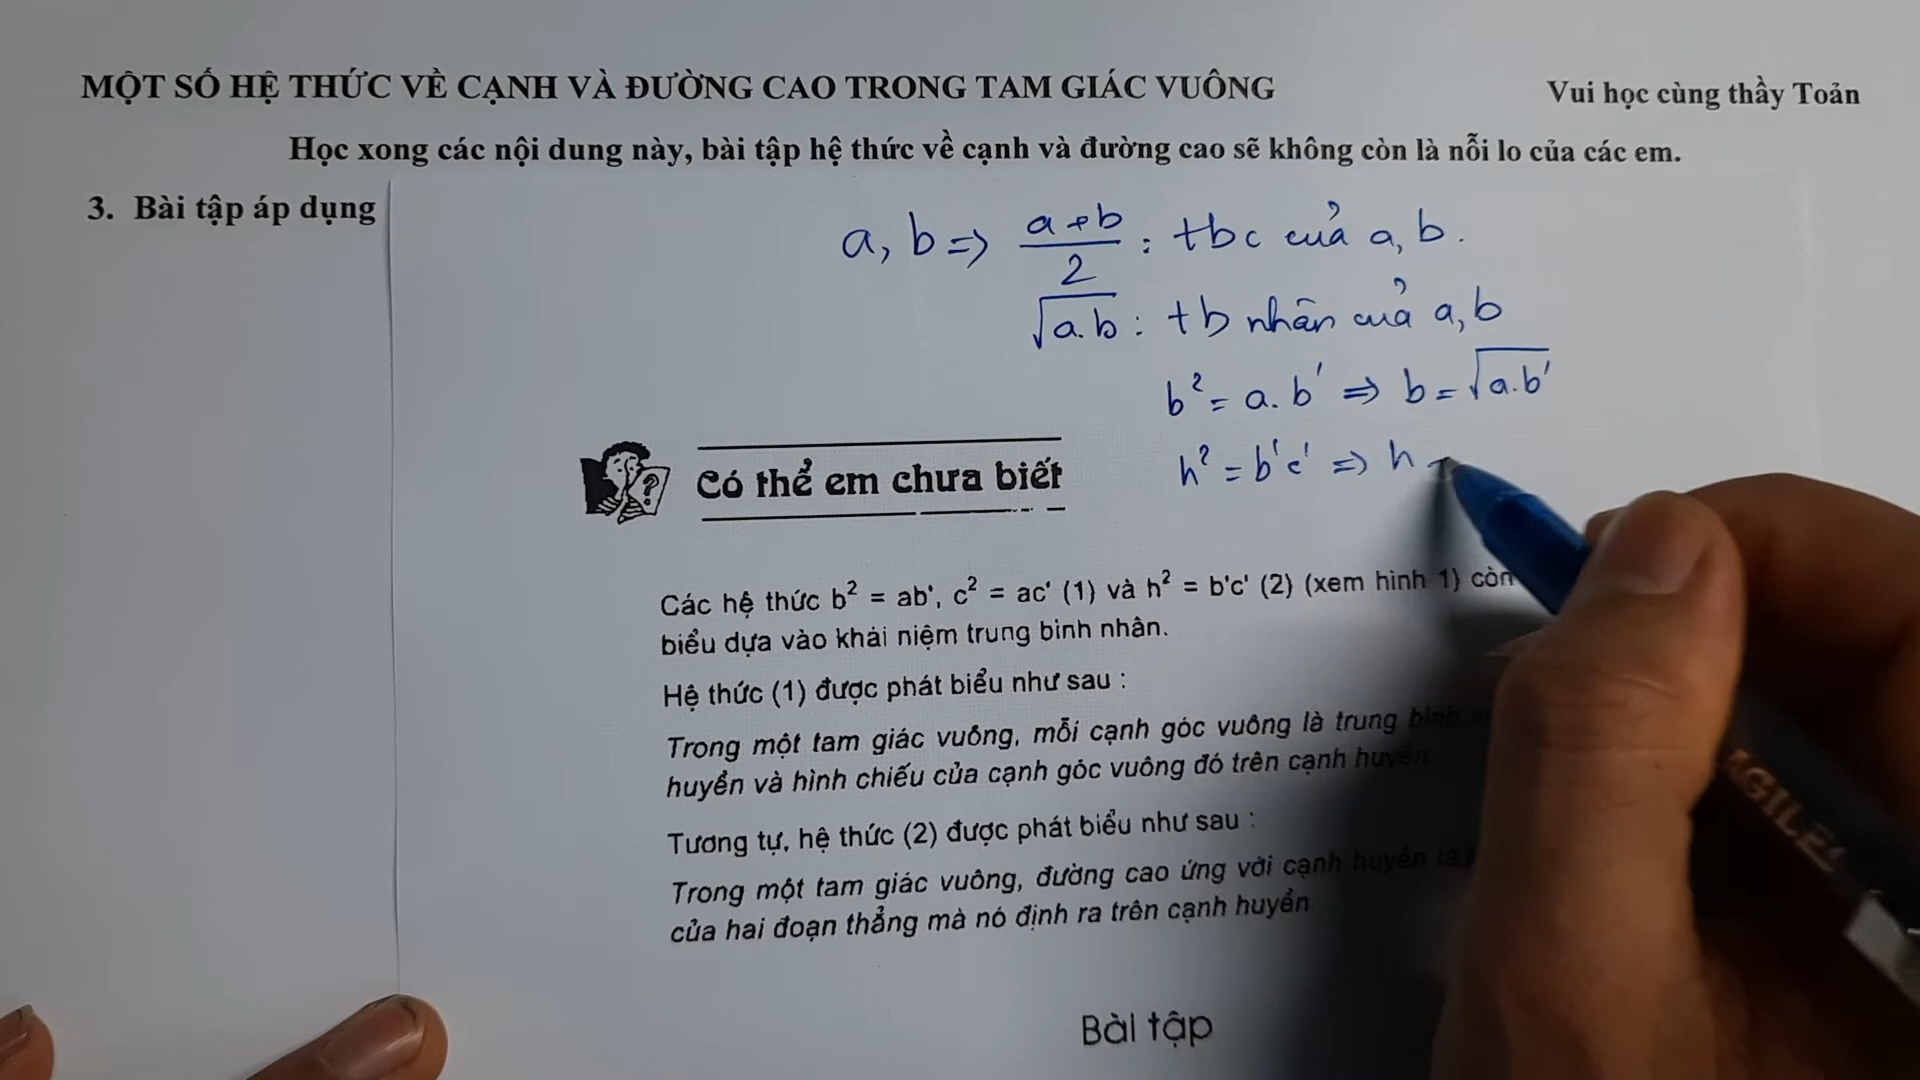 MỘT SỐ HỆ THỨC VỀ CẠNH VÀ ĐƯỜNG CAO TRONG TAM GIÁC VUÔNG
Vui học cùng thầy Toản
Học xong các nội dung này, bài tập hệ thức về cạnh và đường cao sẽ không còn là nỗi lo của các em.
3. Bài tập áp dụng
a, b => (a+b)/2 : tbc của a, b.
√(a.b) : tb nhân của a, b
b² = a.b' => b = √(a.b')
h² = b'c' => h =
Có thể em chưa biết
Các hệ thức b² = ab', c² = ac' (1) và h² = b'c' (2) (xem hình 1) còn
biểu dựa vào khái niệm trung bình nhân.
Hệ thức (1) được phát biểu như sau :
Trong một tam giác vuông, mỗi cạnh góc vuông là trung bình
huyền và hình chiếu của cạnh góc vuông đó trên cạnh huyền.
Tương tự, hệ thức (2) được phát biểu như sau :
Trong một tam giác vuông, đường cao ứng với cạnh huyền là
của hai đoạn thẳng mà nó định ra trên cạnh huyền.
Bài tập